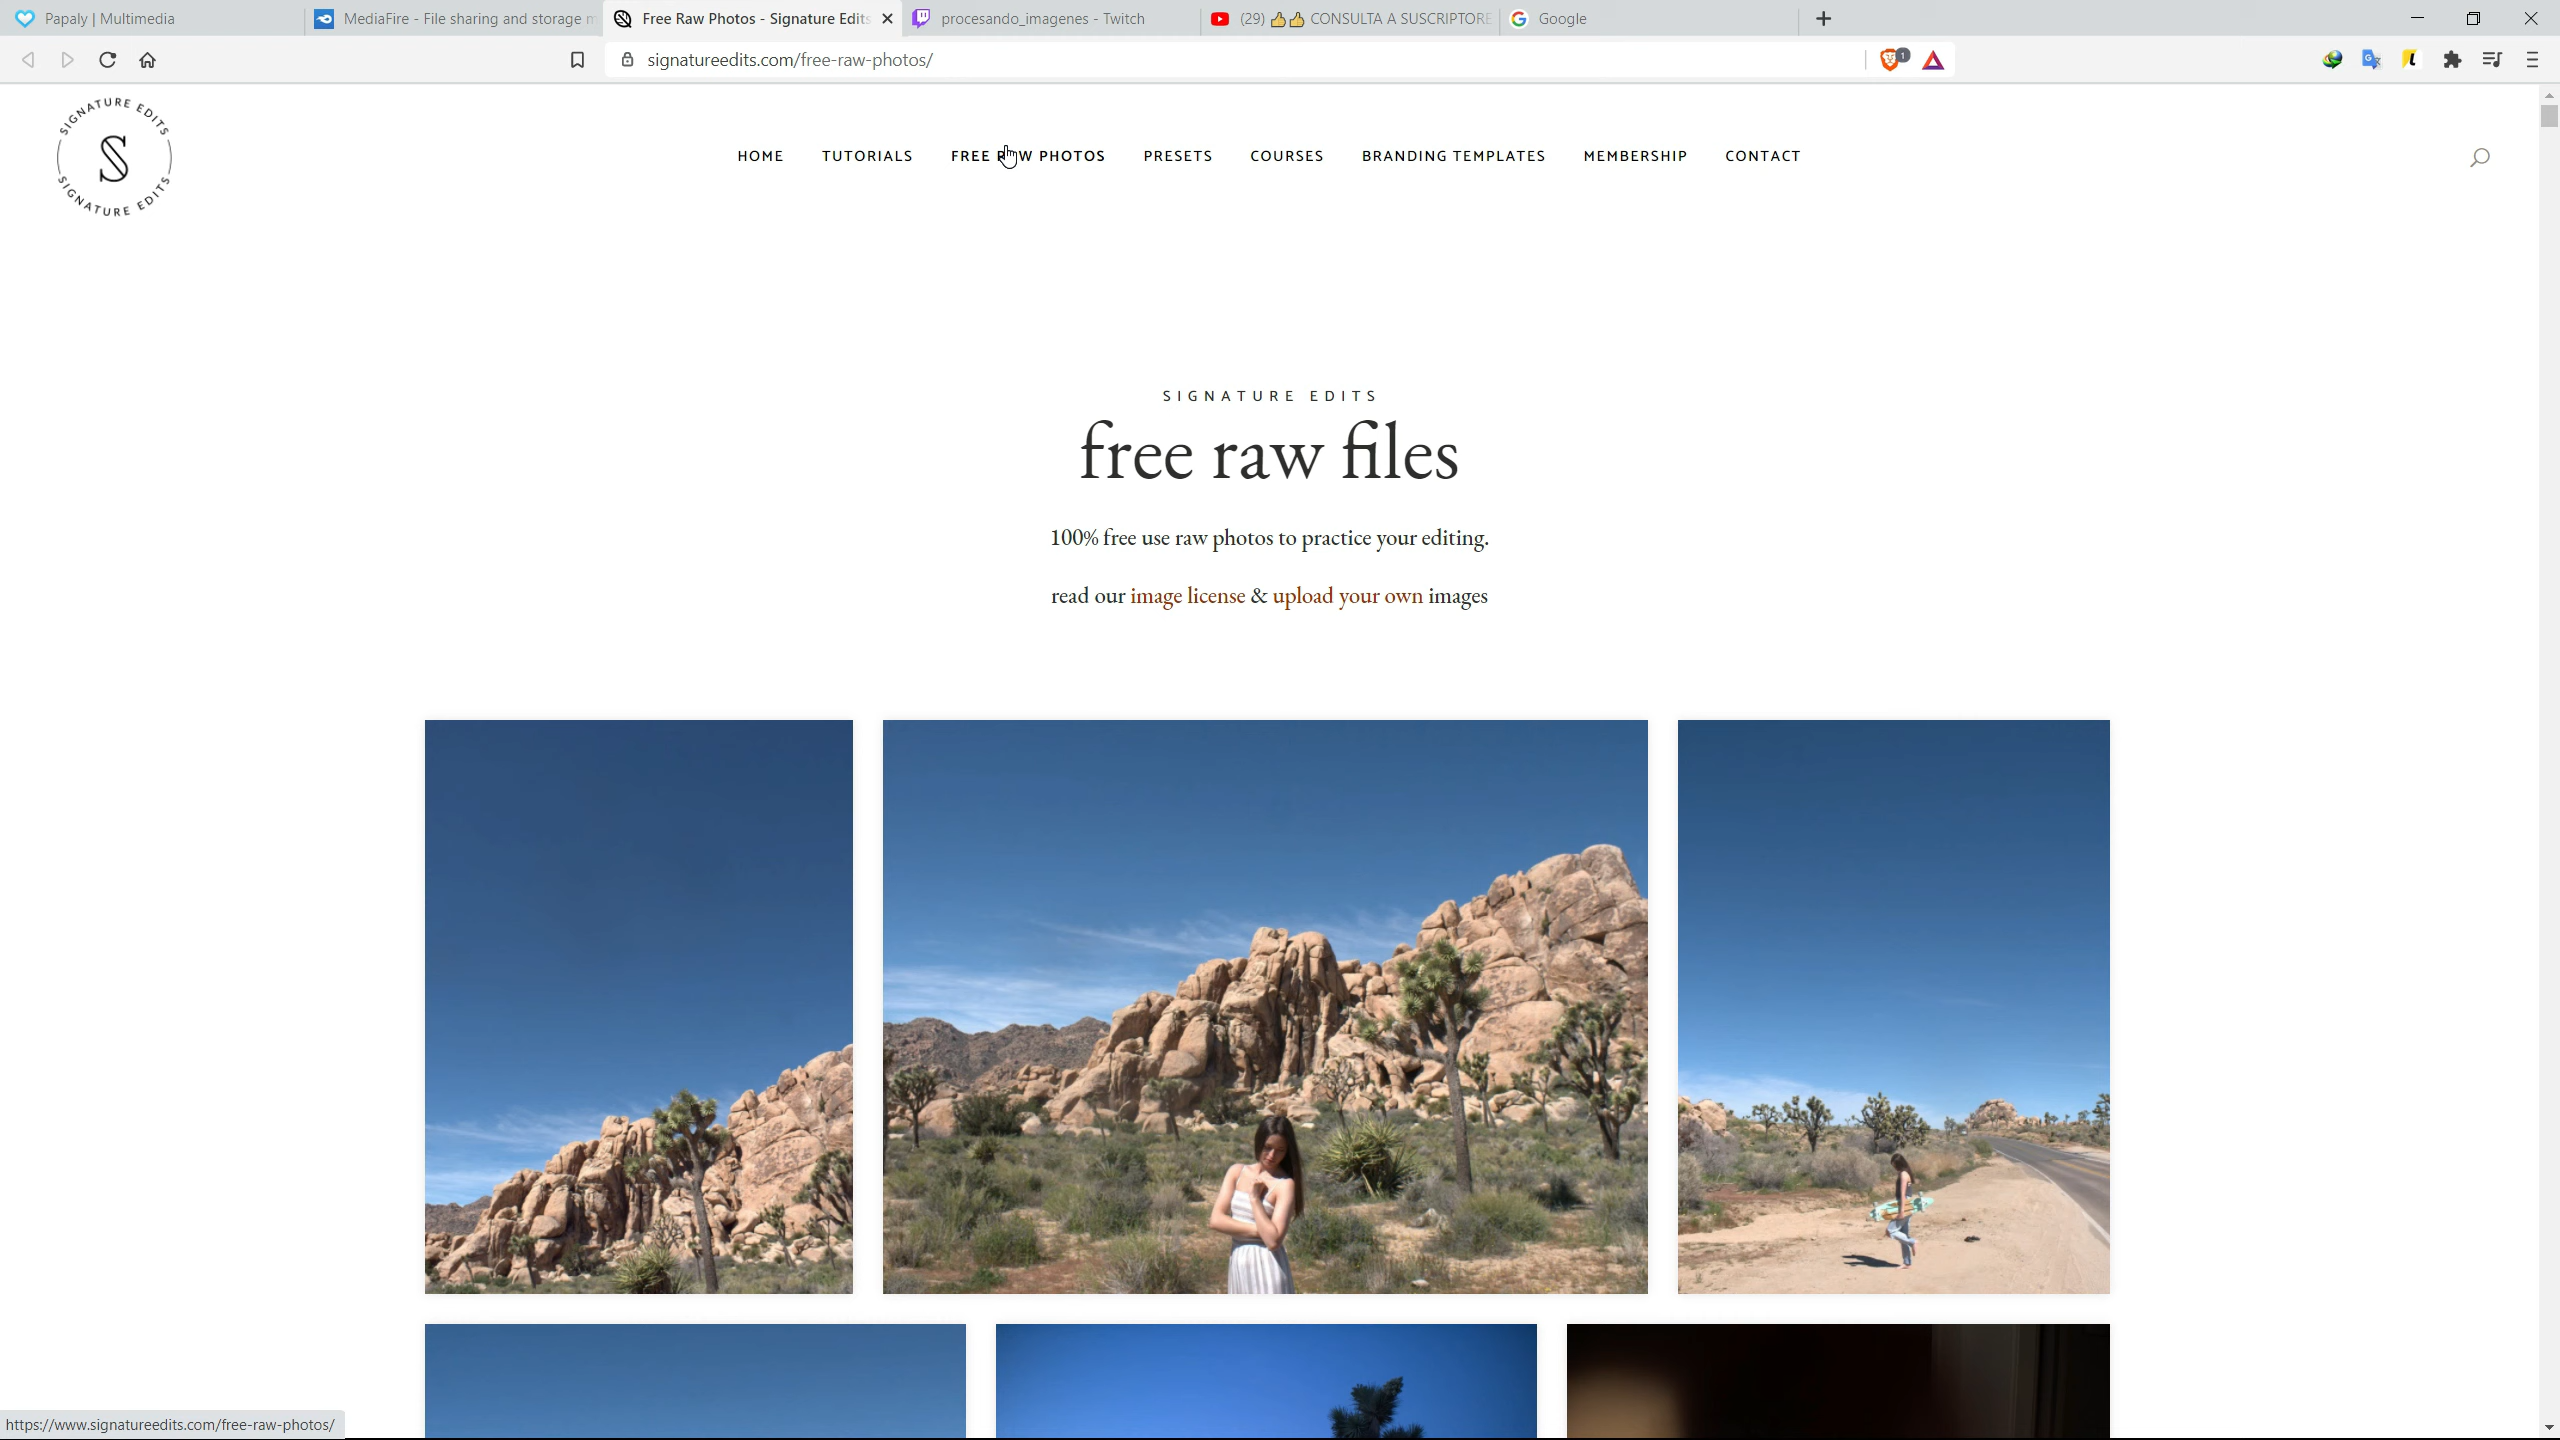 Papaly | Multimedia
MediaFire - File sharing and storage m
Free Raw Photos - Signature Edits
procesando_imagenes - Twitch
(29) 👍👍 CONSULTA A SUSCRIPTORE
Google
signatureedits.com/free-raw-photos/
1
SIGNATURE EDITS
S
SIGNATURE EDITS
HOME
TUTORIALS
FREE RAW PHOTOS
PRESETS
COURSES
BRANDING TEMPLATES
MEMBERSHIP
CONTACT
SIGNATURE EDITS
free raw files
100% free use raw photos to practice your editing.
read our image license & upload your own images
https://www.signatureedits.com/free-raw-photos/